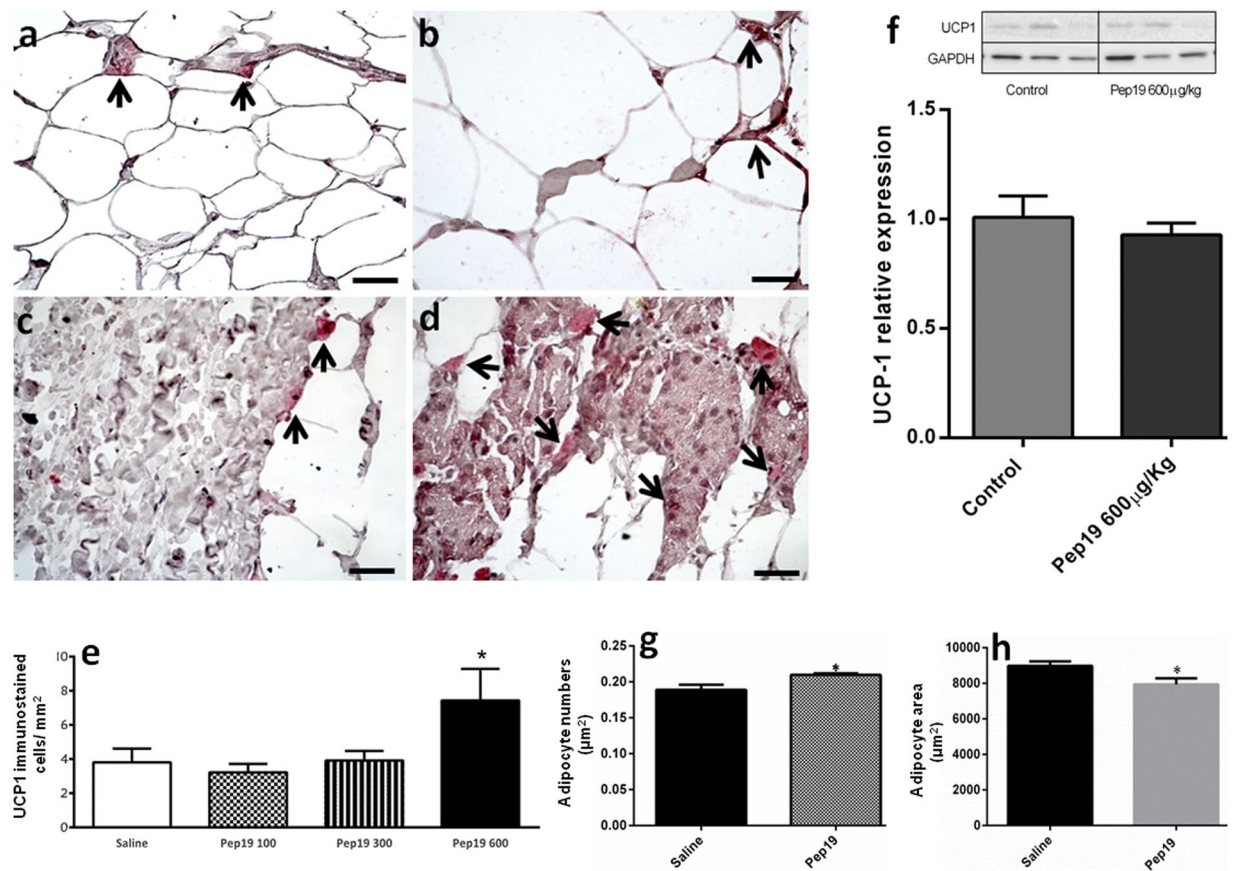 a
b
c
d
f
UCP1
GAPDH
Control
Pep19 600µg/kg
1.5
1.0
0.5
0.0
UCP-1 relative expression
Control
Pep19 600µg/Kg
e
10
8
6
4
2
0
UCP1 immunostained
cells/ mm²
*
Saline
Pep19 100
Pep19 300
Pep19 600
g
0.25
0.20
0.15
0.10
0.05
0.00
Adipocyte numbers
(µm²)
*
Saline
Pep19
h
10000
8000
6000
4000
2000
0
Adipocyte area
(µm²)
*
Saline
Pep19